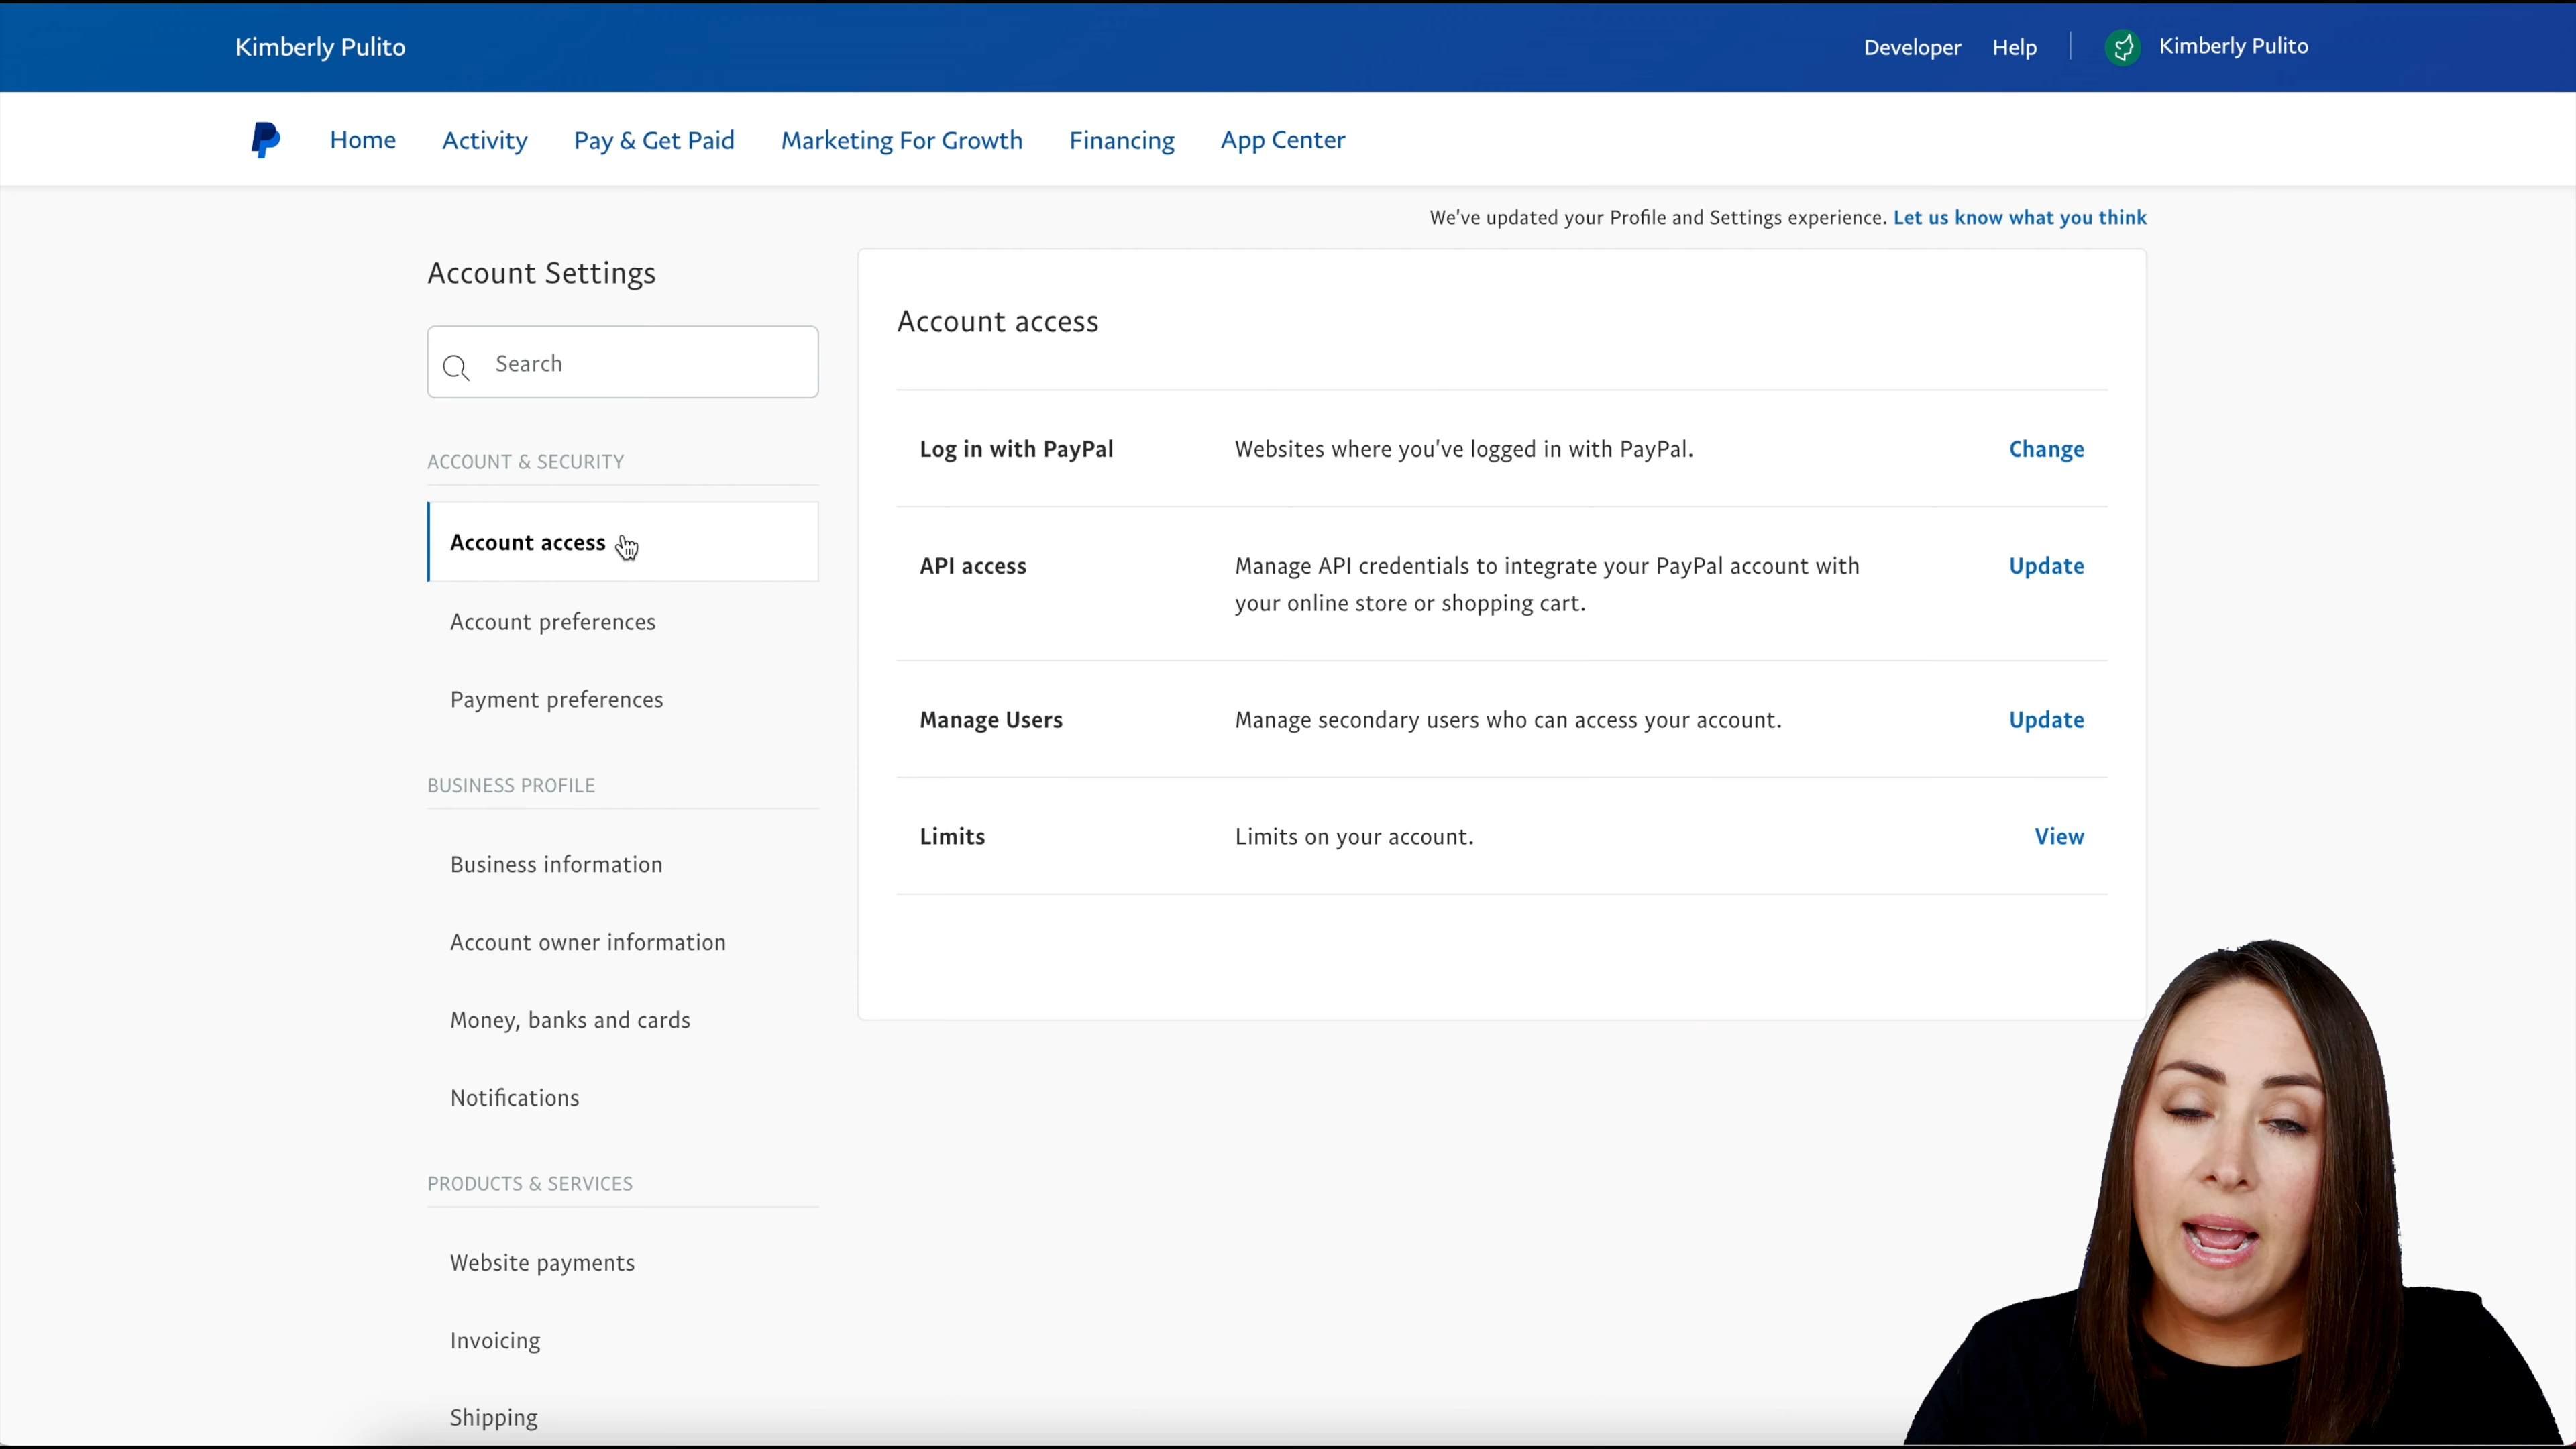 Kimberly Pulito
Developer Help Kimberly Pulito
Home Activity Pay & Get Paid Marketing For Growth Financing App Center
We've updated your Profile and Settings experience. Let us know what you think
Account Settings
Search
ACCOUNT & SECURITY
Account access
Account preferences
Payment preferences
BUSINESS PROFILE
Business information
Account owner information
Money, banks and cards
Notifications
PRODUCTS & SERVICES
Website payments
Invoicing
Shipping
Account access
Log in with PayPal Websites where you've logged in with PayPal. Change
API access Manage API credentials to integrate your PayPal account with Update
your online store or shopping cart.
Manage Users Manage secondary users who can access your account. Update
Limits Limits on your account. View